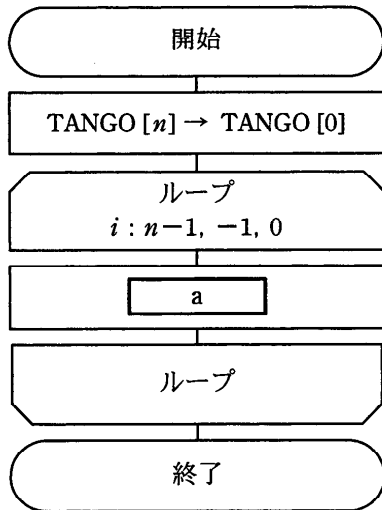 開始
TANGO [n] → TANGO [0]
ループ
i : n−1, −1, 0
a
ループ
終了